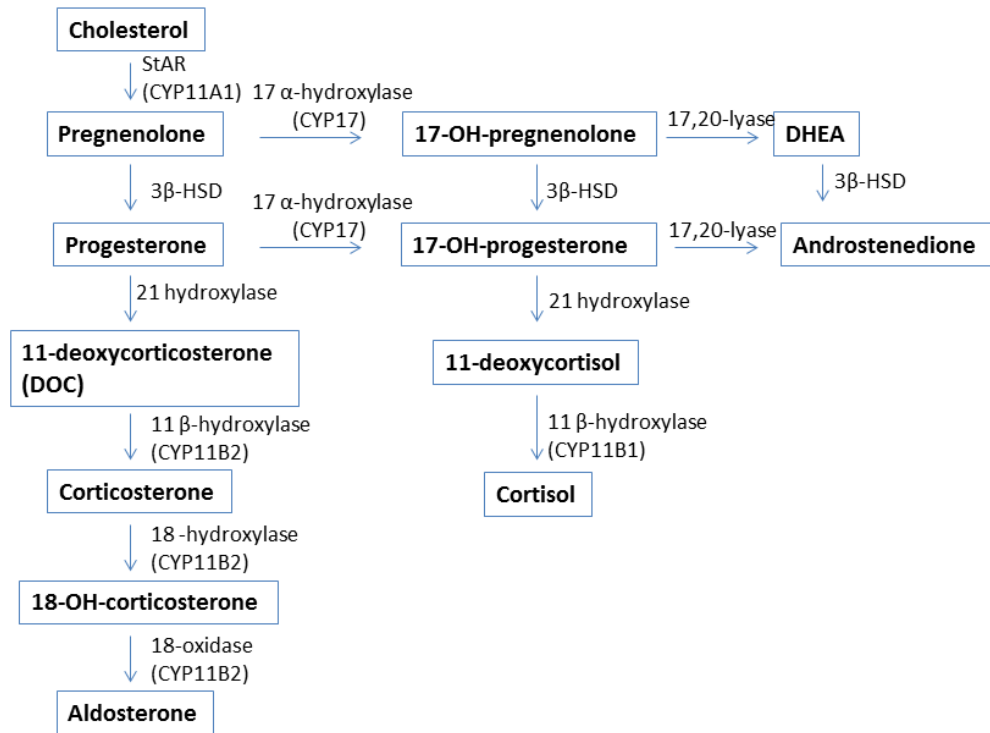 Cholesterol
StAR
(CYP11A1)
17 α-hydroxylase
(CYP17)
Pregnenolone
17-OH-pregnenolone
17,20-lyase
DHEA
3β-HSD
3β-HSD
3β-HSD
17 α-hydroxylase
(CYP17)
Progesterone
17-OH-progesterone
17,20-lyase
Androstenedione
21 hydroxylase
21 hydroxylase
11-deoxycorticosterone
(DOC)
11-deoxycortisol
11 β-hydroxylase
(CYP11B2)
11 β-hydroxylase
(CYP11B1)
Corticosterone
Cortisol
18 -hydroxylase
(CYP11B2)
18-OH-corticosterone
18-oxidase
(CYP11B2)
Aldosterone